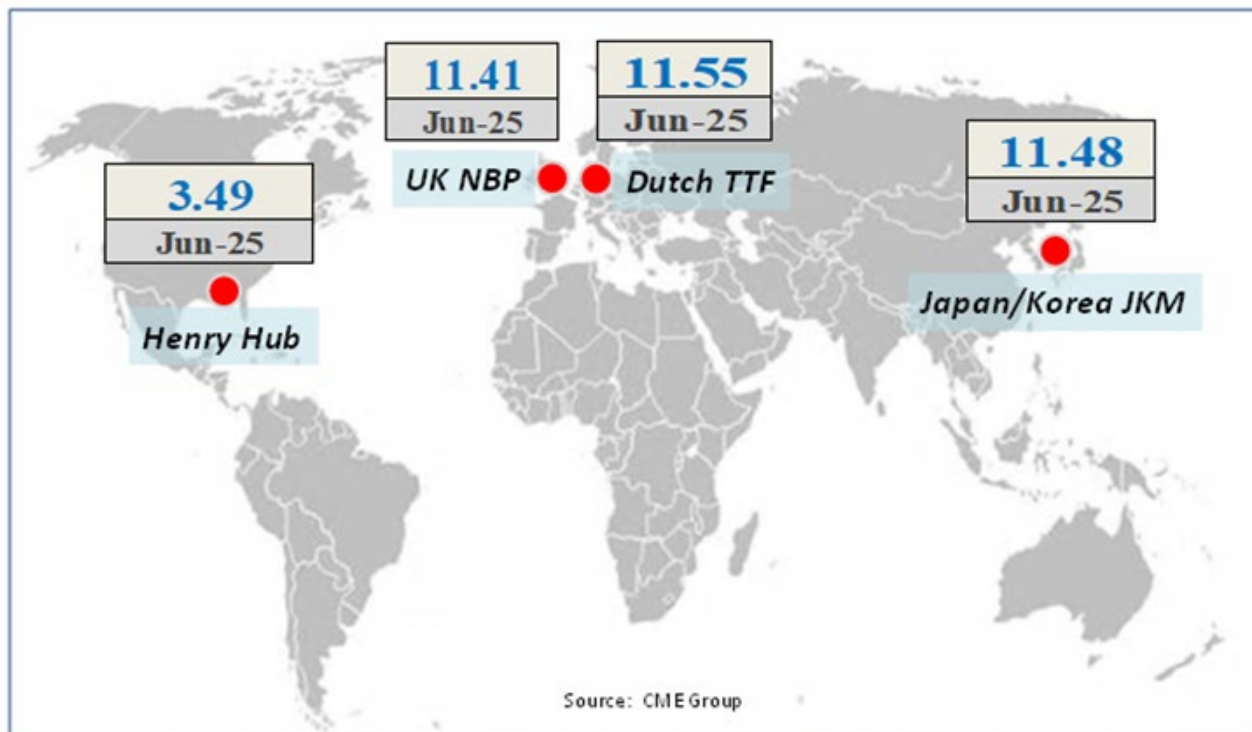 11.41
Jun-25
11.55
Jun-25
11.48
Jun-25
3.49
Jun-25
UK NBP
Dutch TTF
Japan/Korea JKM
Henry Hub
Source: CME Group